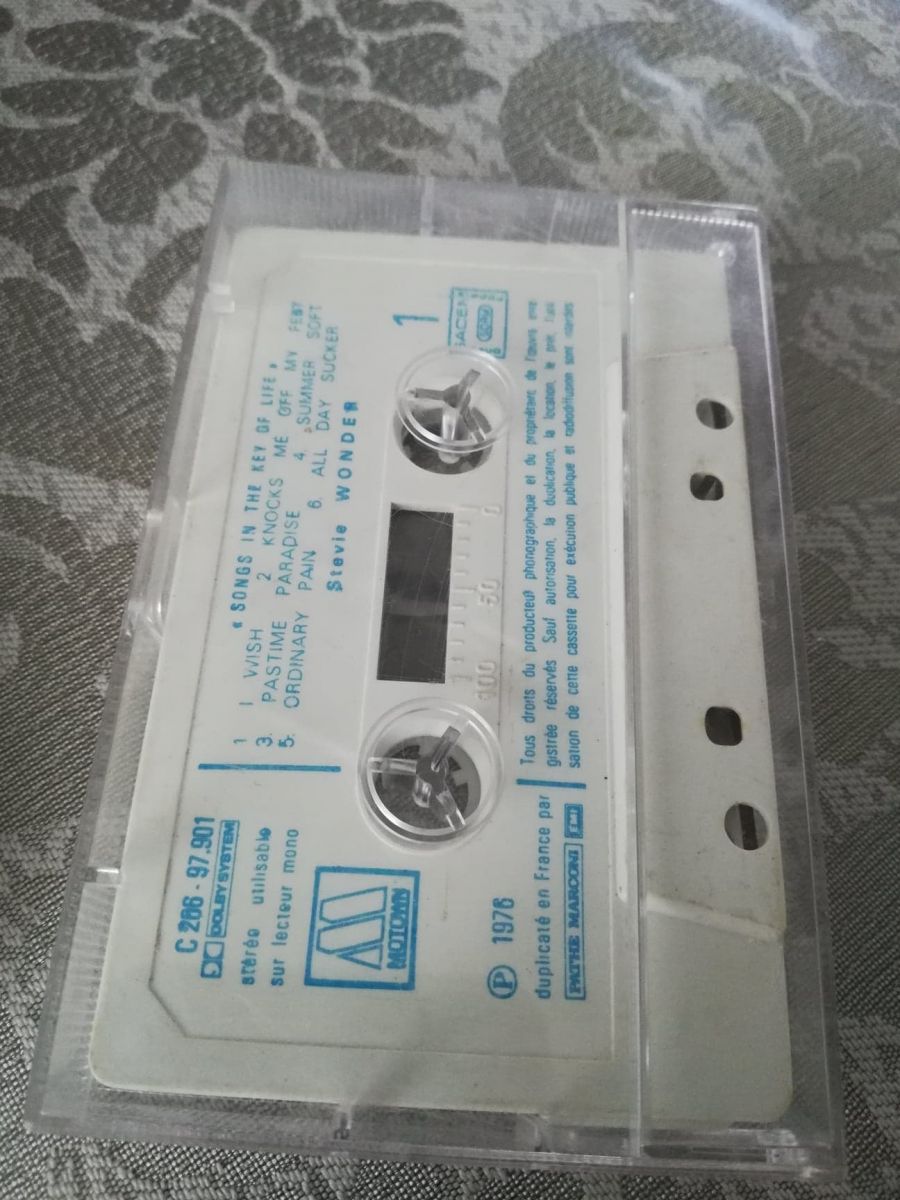 C 266 - 97.901
DOLBY SYSTEM
stéréo utilisable
sur lecteur mono
MOTOWN
« SONGS IN THE KEY OF LIFE »
1 I WISH 2 KNOCKS ME OFF MY FEET
3. PASTIME PARADISE 4. SUMMER SOFT
5. ORDINARY PAIN 6. ALL DAY SUCKER
Stevie WONDER
1
SACEM
100 50 0
℗ 1976
duplicaté en France par
PATHE MARCONI EMI
Tous droits du producteur phonographique et du propriétaire de l'œuvre enre
gistrée réservés Sauf autorisation, la duplication, la location, le prêt, l'utili
sation de cette cassette pour exécution publique et radiodiffusion sont interdits